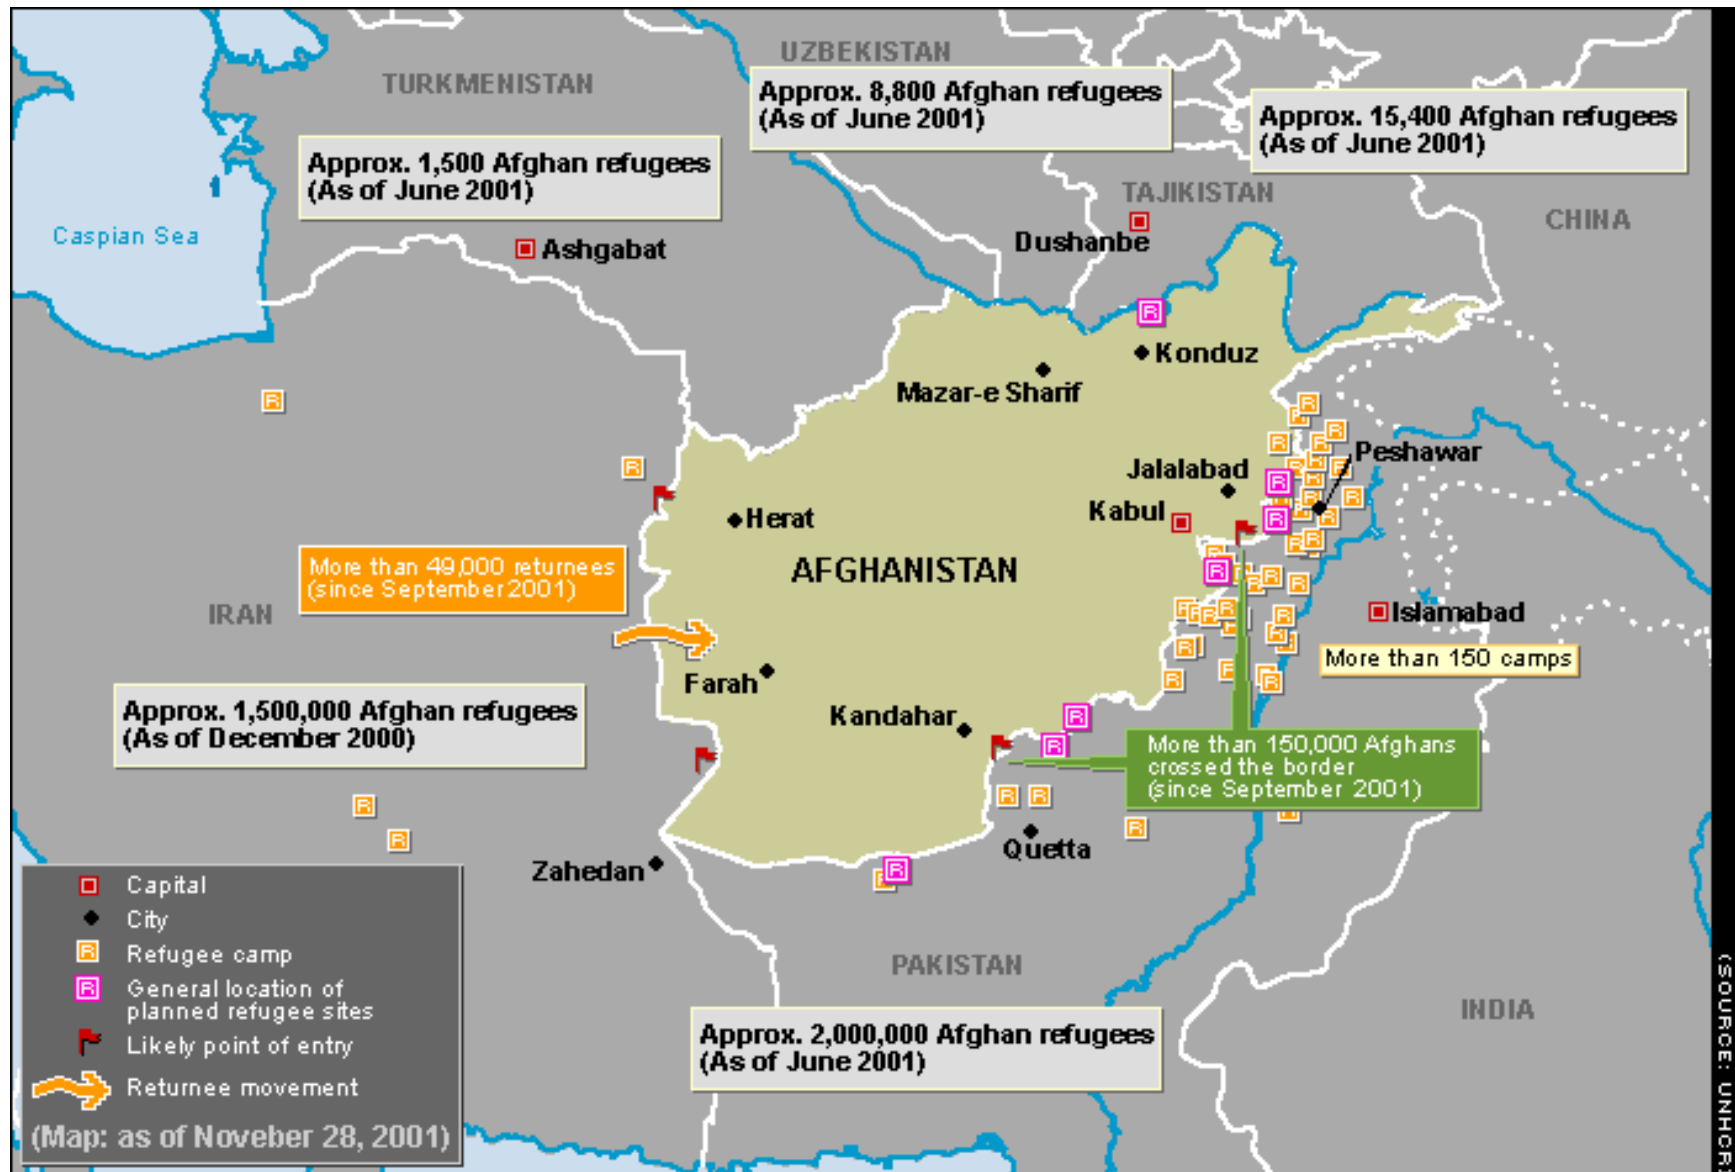 UZBEKISTAN
TURKMENISTAN
Approx. 8,800 Afghan refugees
(As of June 2001)
Approx. 15,400 Afghan refugees
(As of June 2001)
Approx. 1,500 Afghan refugees
(As of June 2001)
TAJIKISTAN
CHINA
Caspian Sea
Ashgabat
Dushanbe
Konduz
Mazar-e Sharif
Peshawar
Jalalabad
Kabul
Herat
AFGHANISTAN
More than 49,000 returnees
(since September 2001)
IRAN
Islamabad
More than 150 camps
Farah
Approx. 1,500,000 Afghan refugees
(As of December 2000)
Kandahar
More than 150,000 Afghans
crossed the border
(since September 2001)
Quetta
Zahedan
PAKISTAN
INDIA
Approx. 2,000,000 Afghan refugees
(As of June 2001)
Capital
City
R Refugee camp
R General location of
planned refugee sites
Likely point of entry
Returnee movement
(Map: as of Noveber 28, 2001)
(SOURCE: UNHCR)